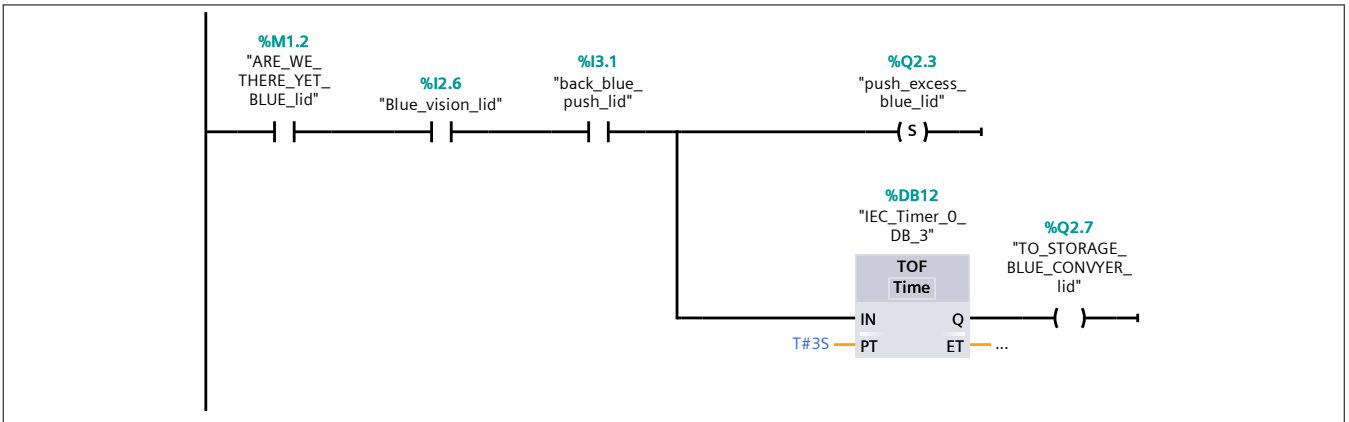 %M1.2
"ARE_WE_
THERE_YET_
BLUE_lid"
%I2.6
"Blue_vision_lid"
%I3.1
"back_blue_
push_lid"
%Q2.3
"push_excess_
blue_lid"
S
%DB12
"IEC_Timer_0_
DB_3"
%Q2.7
"TO_STORAGE_
BLUE_CONVYER_
lid"
TOF
Time
IN Q
T#3S PT ET ...